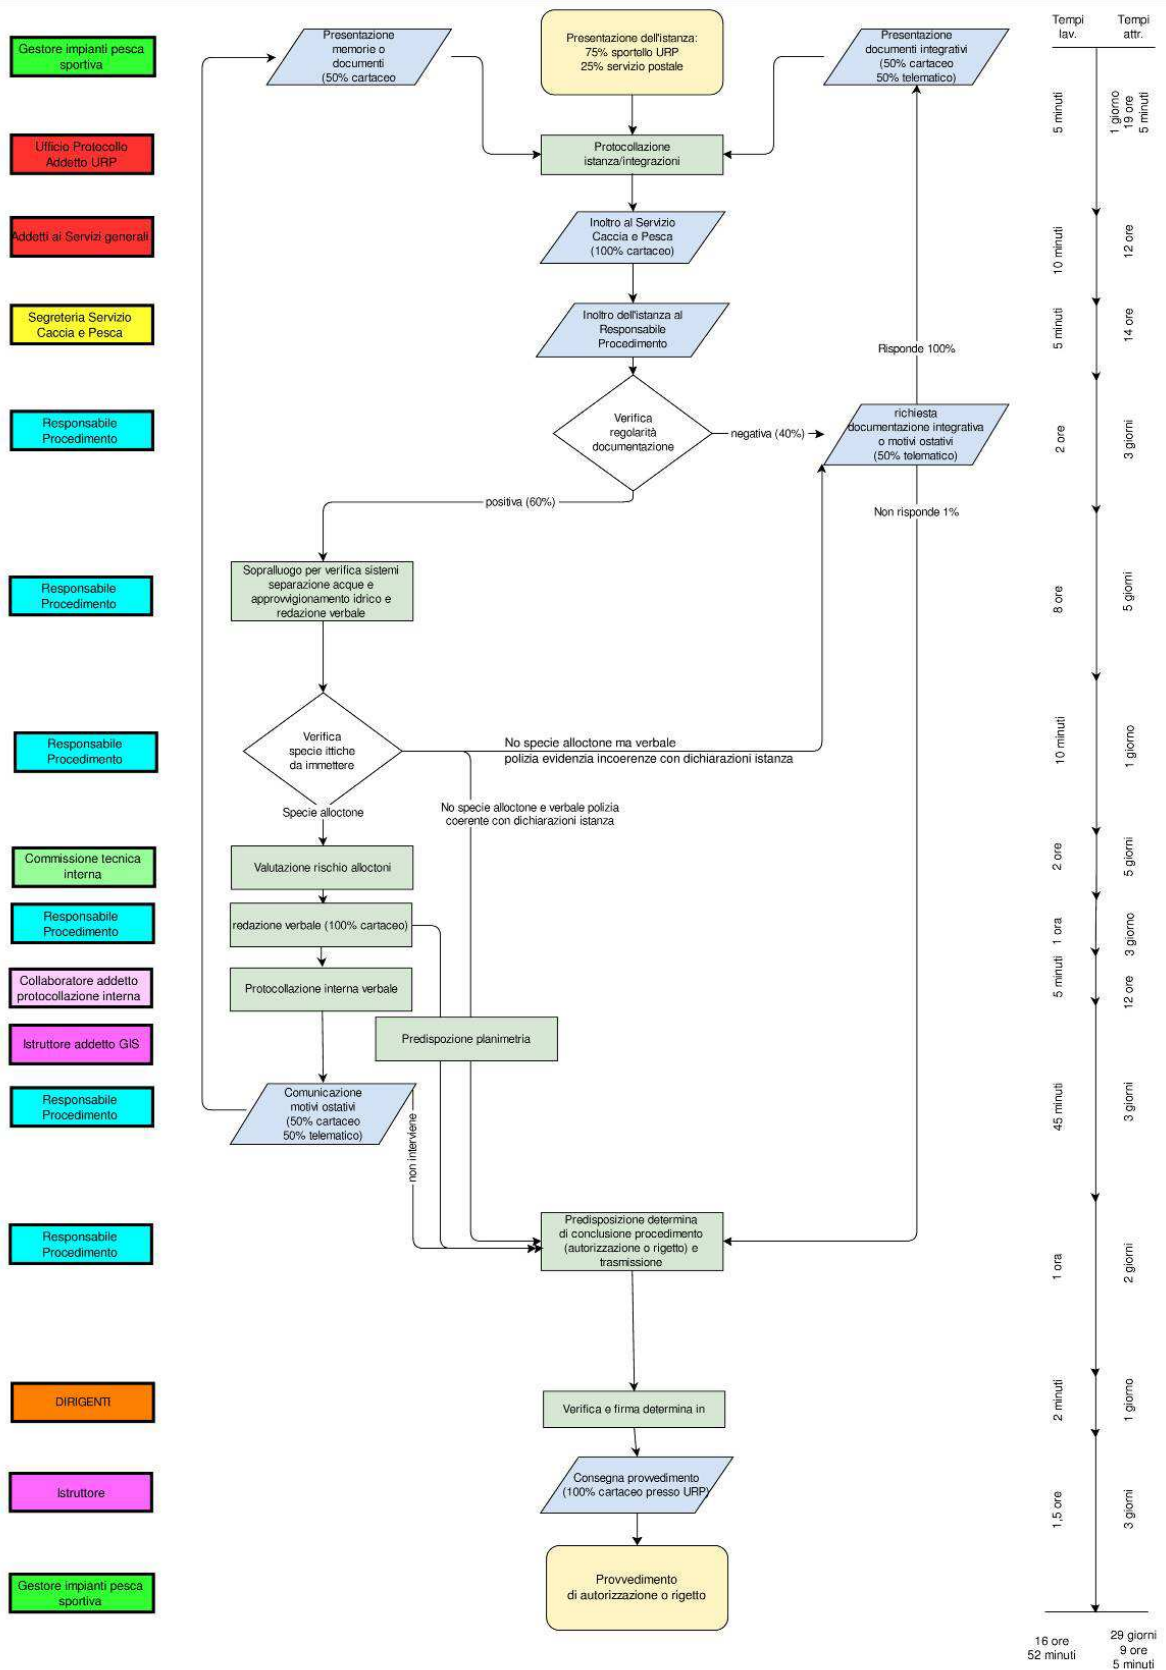 Tempi
lav.
Tempi
attr.
Gestore impianti pesca
sportiva
Presentazione
memorie o
documenti
(50% cartaceo
Presentazione dell'istanza:
75% sportello URP
25% servizio postale
Presentazione
documenti integrativi
(50% cartaceo
50% telematico)
5 minuti
1 giorno
19 ore
5 minuti
Ufficio Protocollo
Addetto URP
Protocollazione
istanza/integrazioni
Addetti ai Servizi generali
Inoltro al Servizio
Caccia e Pesca
(100% cartaceo)
10 minuti
12 ore
Segreteria Servizio
Caccia e Pesca
Inoltro dell'istanza al
Responsabile
Procedimento
5 minuti
14 ore
Risponde 100%
Responsabile
Procedimento
Verifica
regolarità
documentazione
negativa (40%)
richiesta
documentazione integrativa
o motivi ostativi
(50% telematico)
2 ore
3 giorni
positiva (60%)
Non risponde 1%
Responsabile
Procedimento
Sopralluogo per verifica sistemi
separazione acque e
approvvigionamento idrico e
redazione verbale
8 ore
5 giorni
Responsabile
Procedimento
Verifica
specie ittiche
da immettere
No specie alloctone ma verbale
polizia evidenzia incoerenze con dichiarazioni istanza
10 minuti
1 giorno
Specie alloctone
No specie alloctone e verbale polizia
coerente con dichiarazioni istanza
Commissione tecnica
interna
Valutazione rischio alloctoni
2 ore
5 giorni
Responsabile
Procedimento
redazione verbale (100% cartaceo)
1 ora
3 giorno
Collaboratore addetto
protocollazione interna
Protocollazione interna verbale
5 minuti
12 ore
Istruttore addetto GIS
Predispozione planimetria
Responsabile
Procedimento
Comunicazione
motivi ostativi
(50% cartaceo
50% telematico)
non interviene
45 minuti
3 giorni
Responsabile
Procedimento
Predisposizione determina
di conclusione procedimento
(autorizzazione o rigetto) e
trasmissione
1 ora
2 giorni
DIRIGENTI
Verifica e firma determina in
2 minuti
1 giorno
Istruttore
Consegna provvedimento
(100% cartaceo presso URP)
1,5 ore
3 giorni
Gestore impianti pesca
sportiva
Provvedimento
di autorizzazione o rigetto
16 ore
52 minuti
29 giorni
9 ore
5 minuti